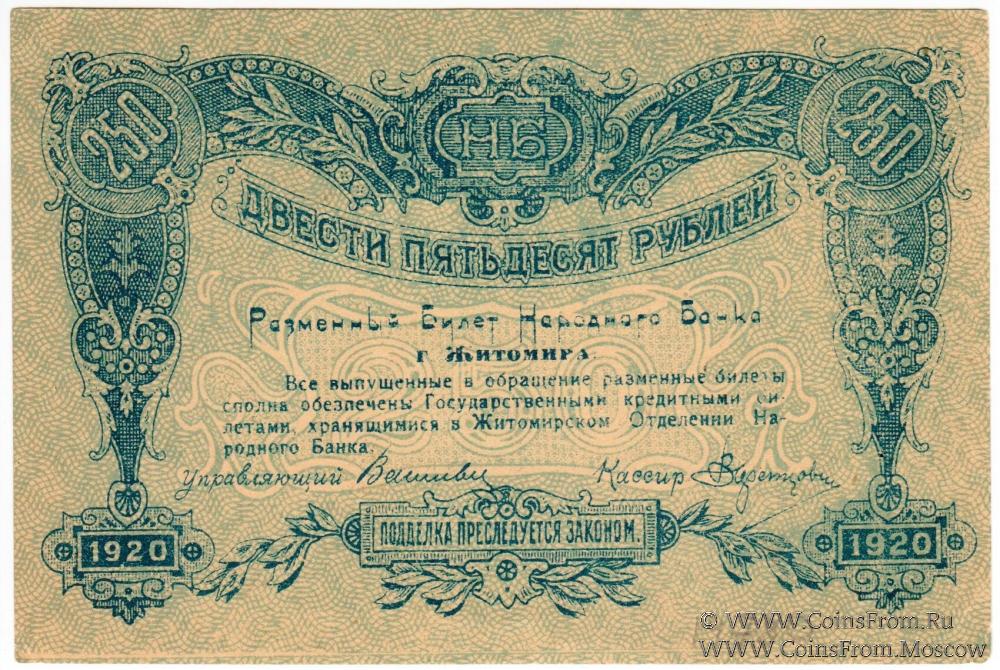 250 НБ 250
ДВЕСТИ ПЯТЬДЕСЯТ РУБЛЕЙ
Разменный Билет Народного Банка
г. ЖИТОМИРА.
Все выпущенные в обращение разменные билеты
сполна обезпечены Государственными кредитными би-
летами, хранящимися в Житомирском Отделении На-
родного Банка.
Управляющий
Кассир
ПОДДЕЛКА ПРЕСЛЕДУЕТСЯ ЗАКОНОМ.
1920 1920
© WWW.CoinsFrom.Ru
WWW.CoinsFrom.Moscow